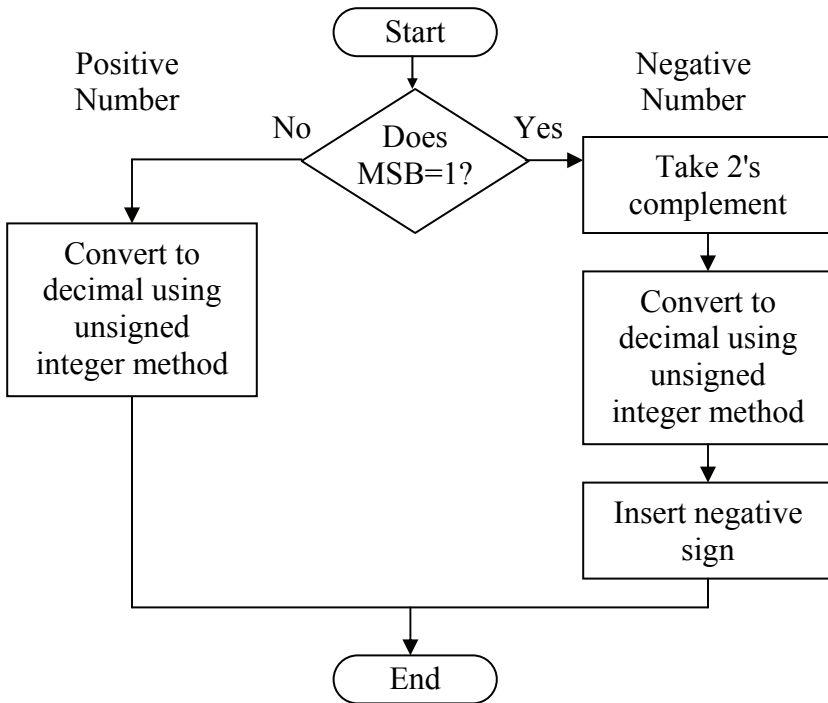 Start
Positive
Number
Negative
Number
No
Does
MSB=1?
Yes
Take 2's
complement
Convert to
decimal using
unsigned
integer method
Convert to
decimal using
unsigned
integer method
Insert negative
sign
End